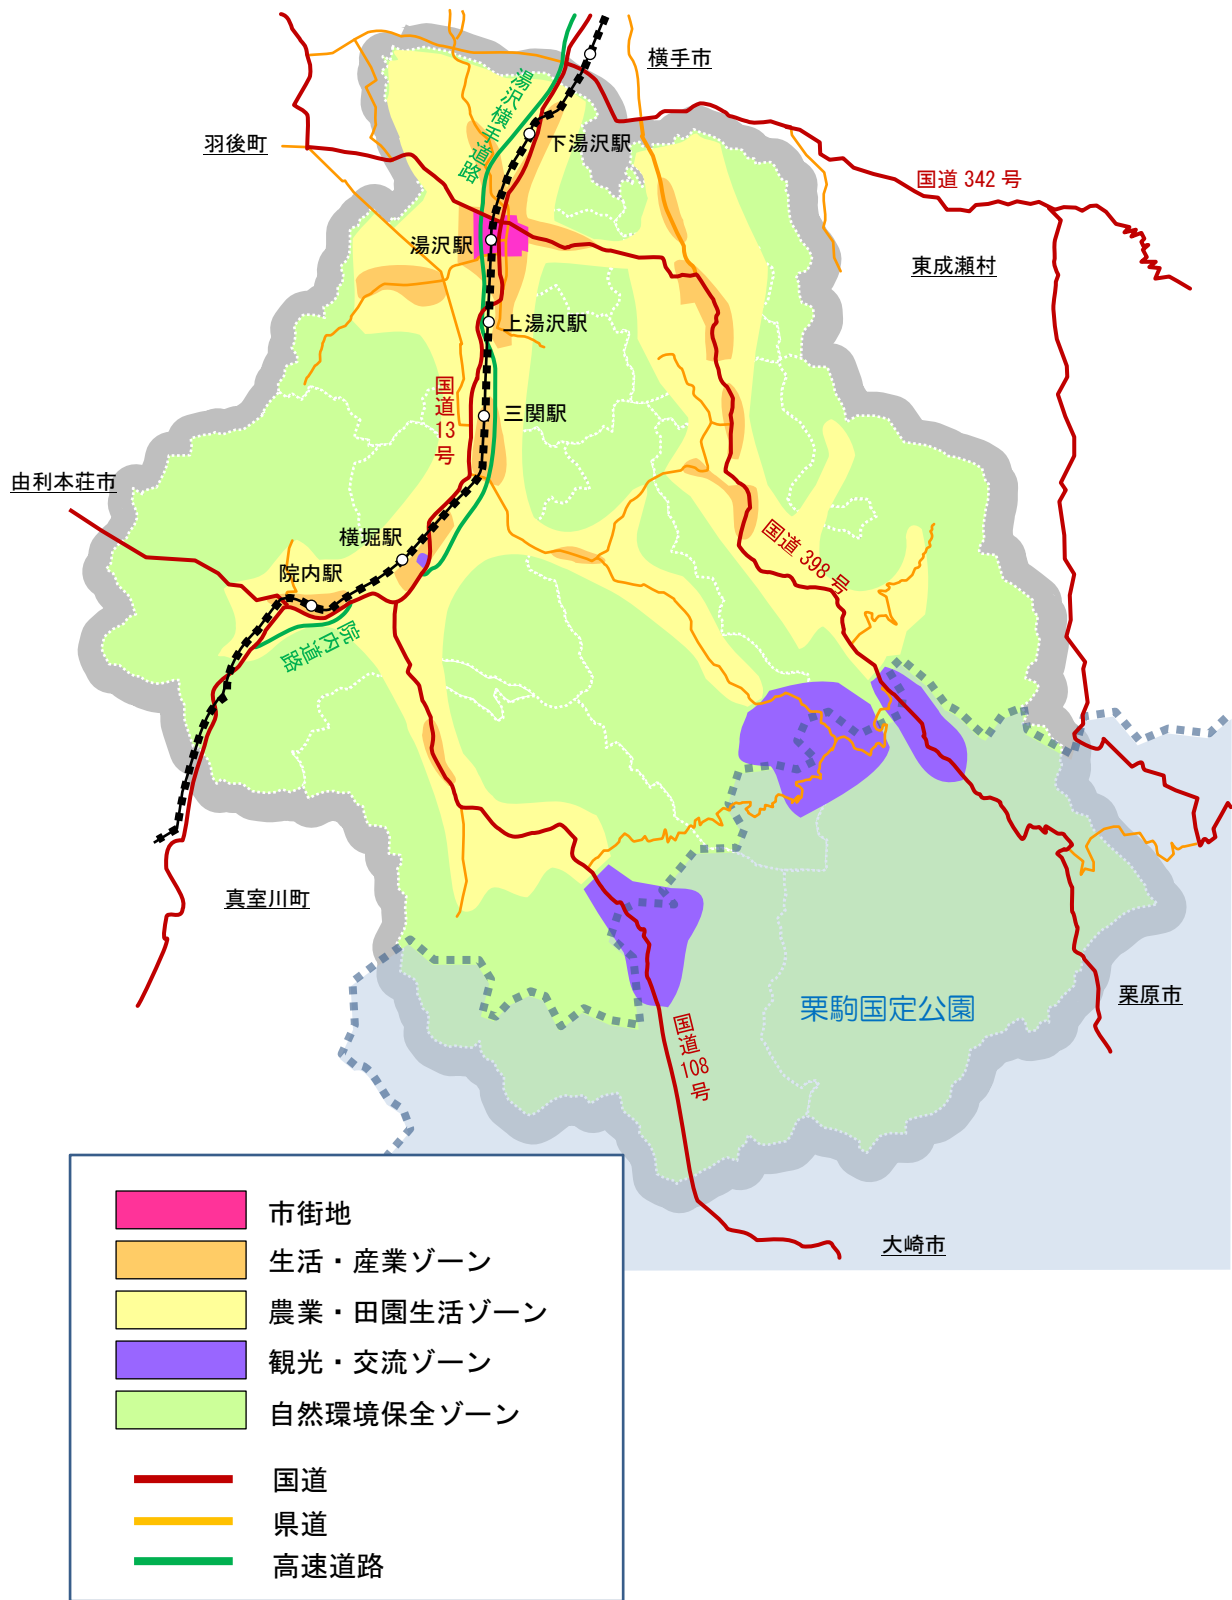 横手市
湯沢横手道路
下湯沢駅
羽後町
国道 342 号
湯沢駅
東成瀬村
上湯沢駅
国道 13 号
三関駅
由利本荘市
国道 398 号
横堀駅
院内駅
院内道路
真室川町
栗原市
栗駒国定公園
国道 108 号
大崎市
市街地
生活・産業ゾーン
農業・田園生活ゾーン
観光・交流ゾーン
自然環境保全ゾーン
国道
県道
高速道路